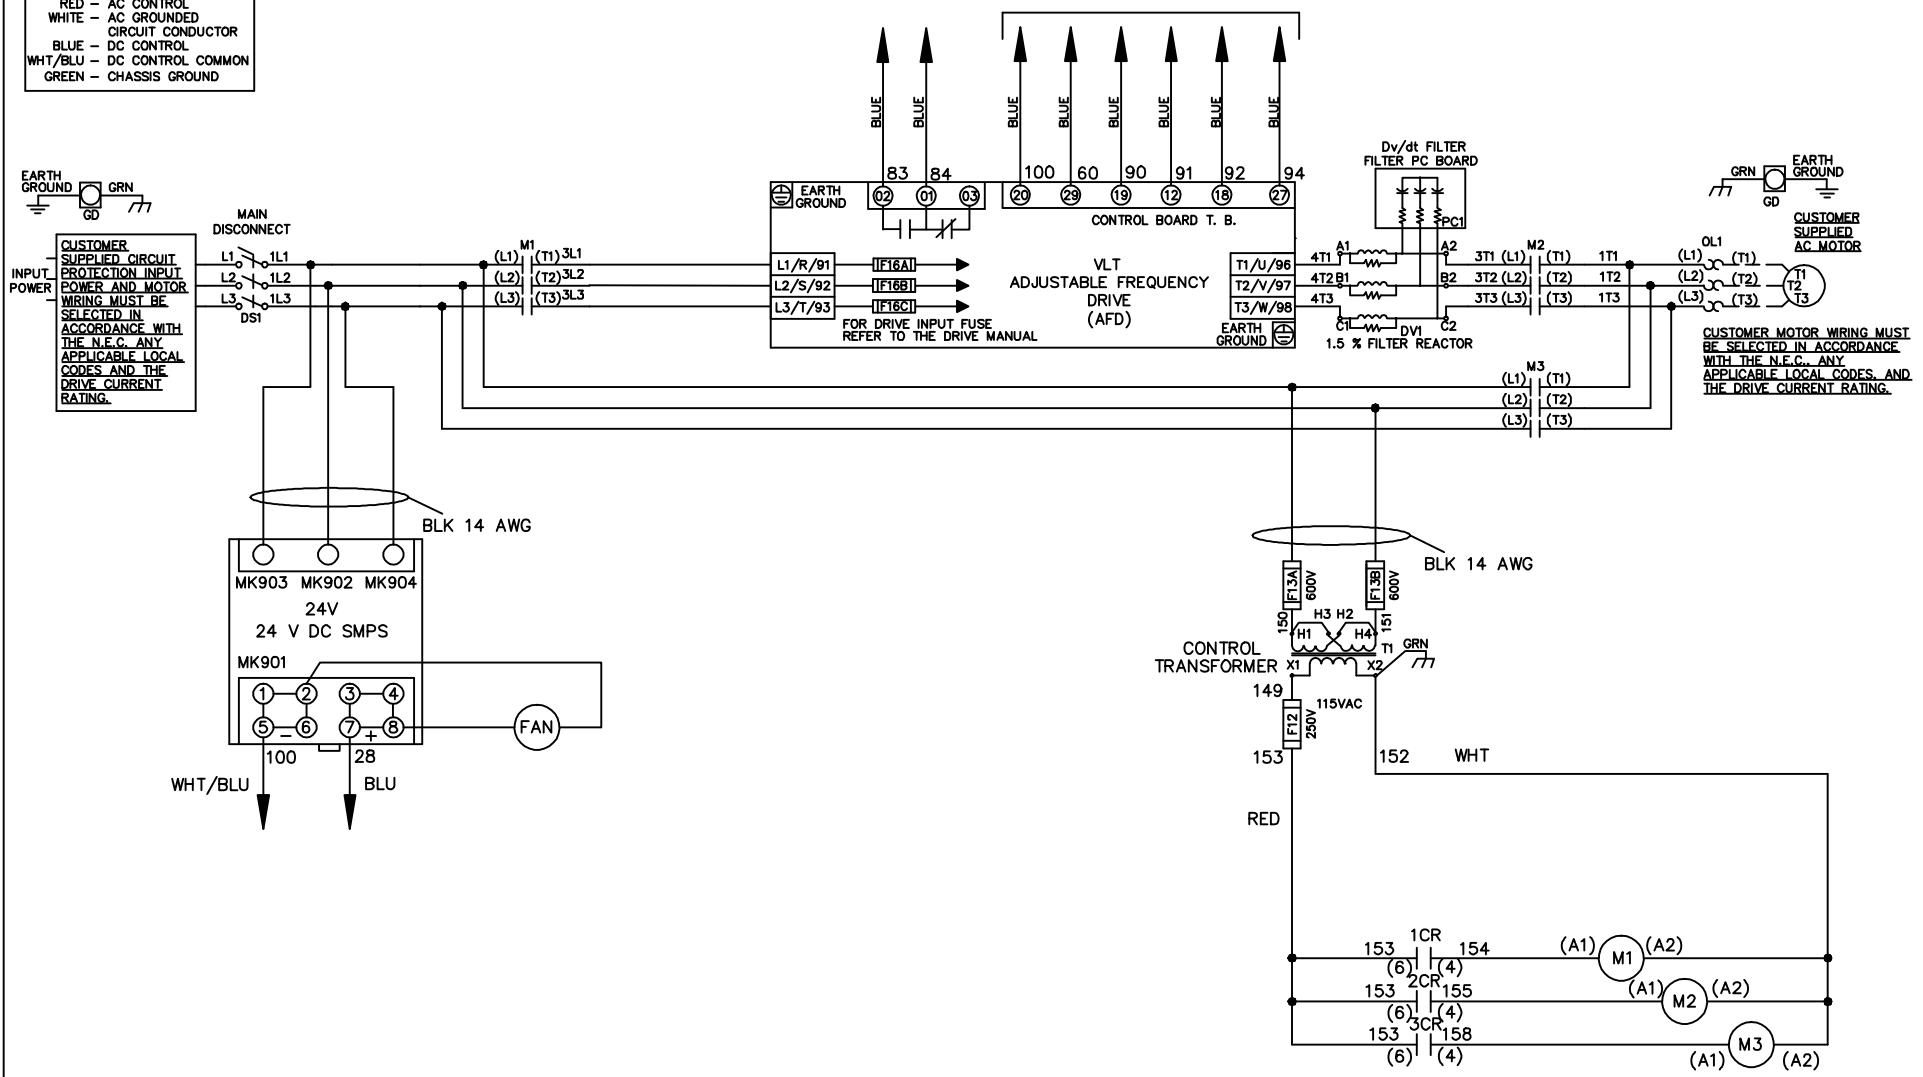 RED – AC CONTROL
WHITE – AC GROUNDED
CIRCUIT CONDUCTOR
BLUE – DC CONTROL
WHT/BLU – DC CONTROL COMMON
GREEN – CHASSIS GROUND
BLUE
BLUE
BLUE
BLUE
BLUE
BLUE
BLUE
BLUE
83
84
100
60
90
91
92
94
EARTH
GROUND
02
01
03
20
29
19
12
18
27
CONTROL BOARD T. B.
Dv/dt FILTER
FILTER PC BOARD
PC1
EARTH
GROUND
GRN
GD
MAIN
DISCONNECT
GRN
EARTH
GROUND
GD
CUSTOMER
SUPPLIED
AC MOTOR
INPUT
POWER
CUSTOMER
SUPPLIED CIRCUIT
PROTECTION INPUT
POWER AND MOTOR
WIRING MUST BE
SELECTED IN
ACCORDANCE WITH
THE N.E.C. ANY
APPLICABLE LOCAL
CODES AND THE
DRIVE CURRENT
RATING.
L1 1L1
L2 1L2
L3 1L3
DS1
M1
(L1) (T1) 3L1
(L2) (T2) 3L2
(L3) (T3) 3L3
L1/R/91
L2/S/92
L3/T/93
F16A
F16B
F16C
FOR DRIVE INPUT FUSE
REFER TO THE DRIVE MANUAL
VLT
ADJUSTABLE FREQUENCY
DRIVE
(AFD)
T1/U/96
T2/V/97
T3/W/98
EARTH
GROUND
4T1 A1 A2
4T2 B1 B2
4T3
C1 C2
DV1
1.5 % FILTER REACTOR
M2
3T1 (L1) (T1) 1T1
3T2 (L2) (T2) 1T2
3T3 (L3) (T3) 1T3
OL1
(L1) (T1)
(L2) (T2)
(L3) (T3)
T1
T2
T3
CUSTOMER MOTOR WIRING MUST
BE SELECTED IN ACCORDANCE
WITH THE N.E.C., ANY
APPLICABLE LOCAL CODES, AND
THE DRIVE CURRENT RATING.
M3
(L1) (T1)
(L2) (T2)
(L3) (T3)
BLK 14 AWG
MK903 MK902 MK904
24V
24 V DC SMPS
MK901
1 2 3 4
5 – 6 7 + 8
FAN
100
28
WHT/BLU
BLU
BLK 14 AWG
F13A
600V
F13B
600V
150
151
H3 H2
H1 H4
GRN
CONTROL
TRANSFORMER
T1
X1 X2
149
115VAC
F12
250V
153
152
WHT
RED
1CR
153 154
(6) (4)
(A1) M1 (A2)
2CR
153 155
(6) (4)
(A1) M2 (A2)
3CR
153 158
(6) (4)
(A1) M3 (A2)